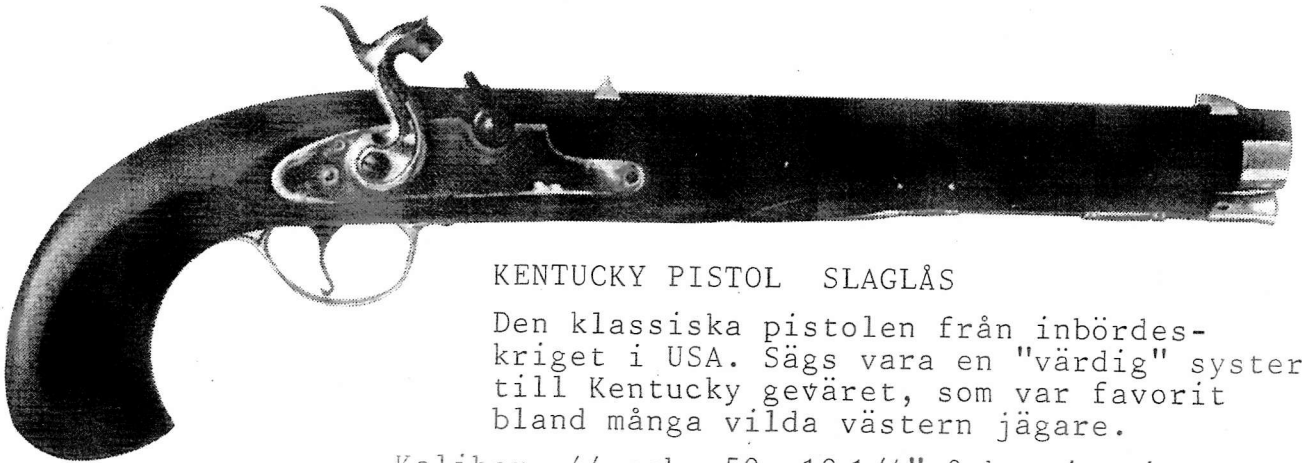 KENTUCKY PISTOL SLAGLÅS
Den klassiska pistolen från inbördes-
kriget i USA. Sägs vara en "värdig" syster
till Kentucky geväret, som var favorit
bland många vilda västern jägare.